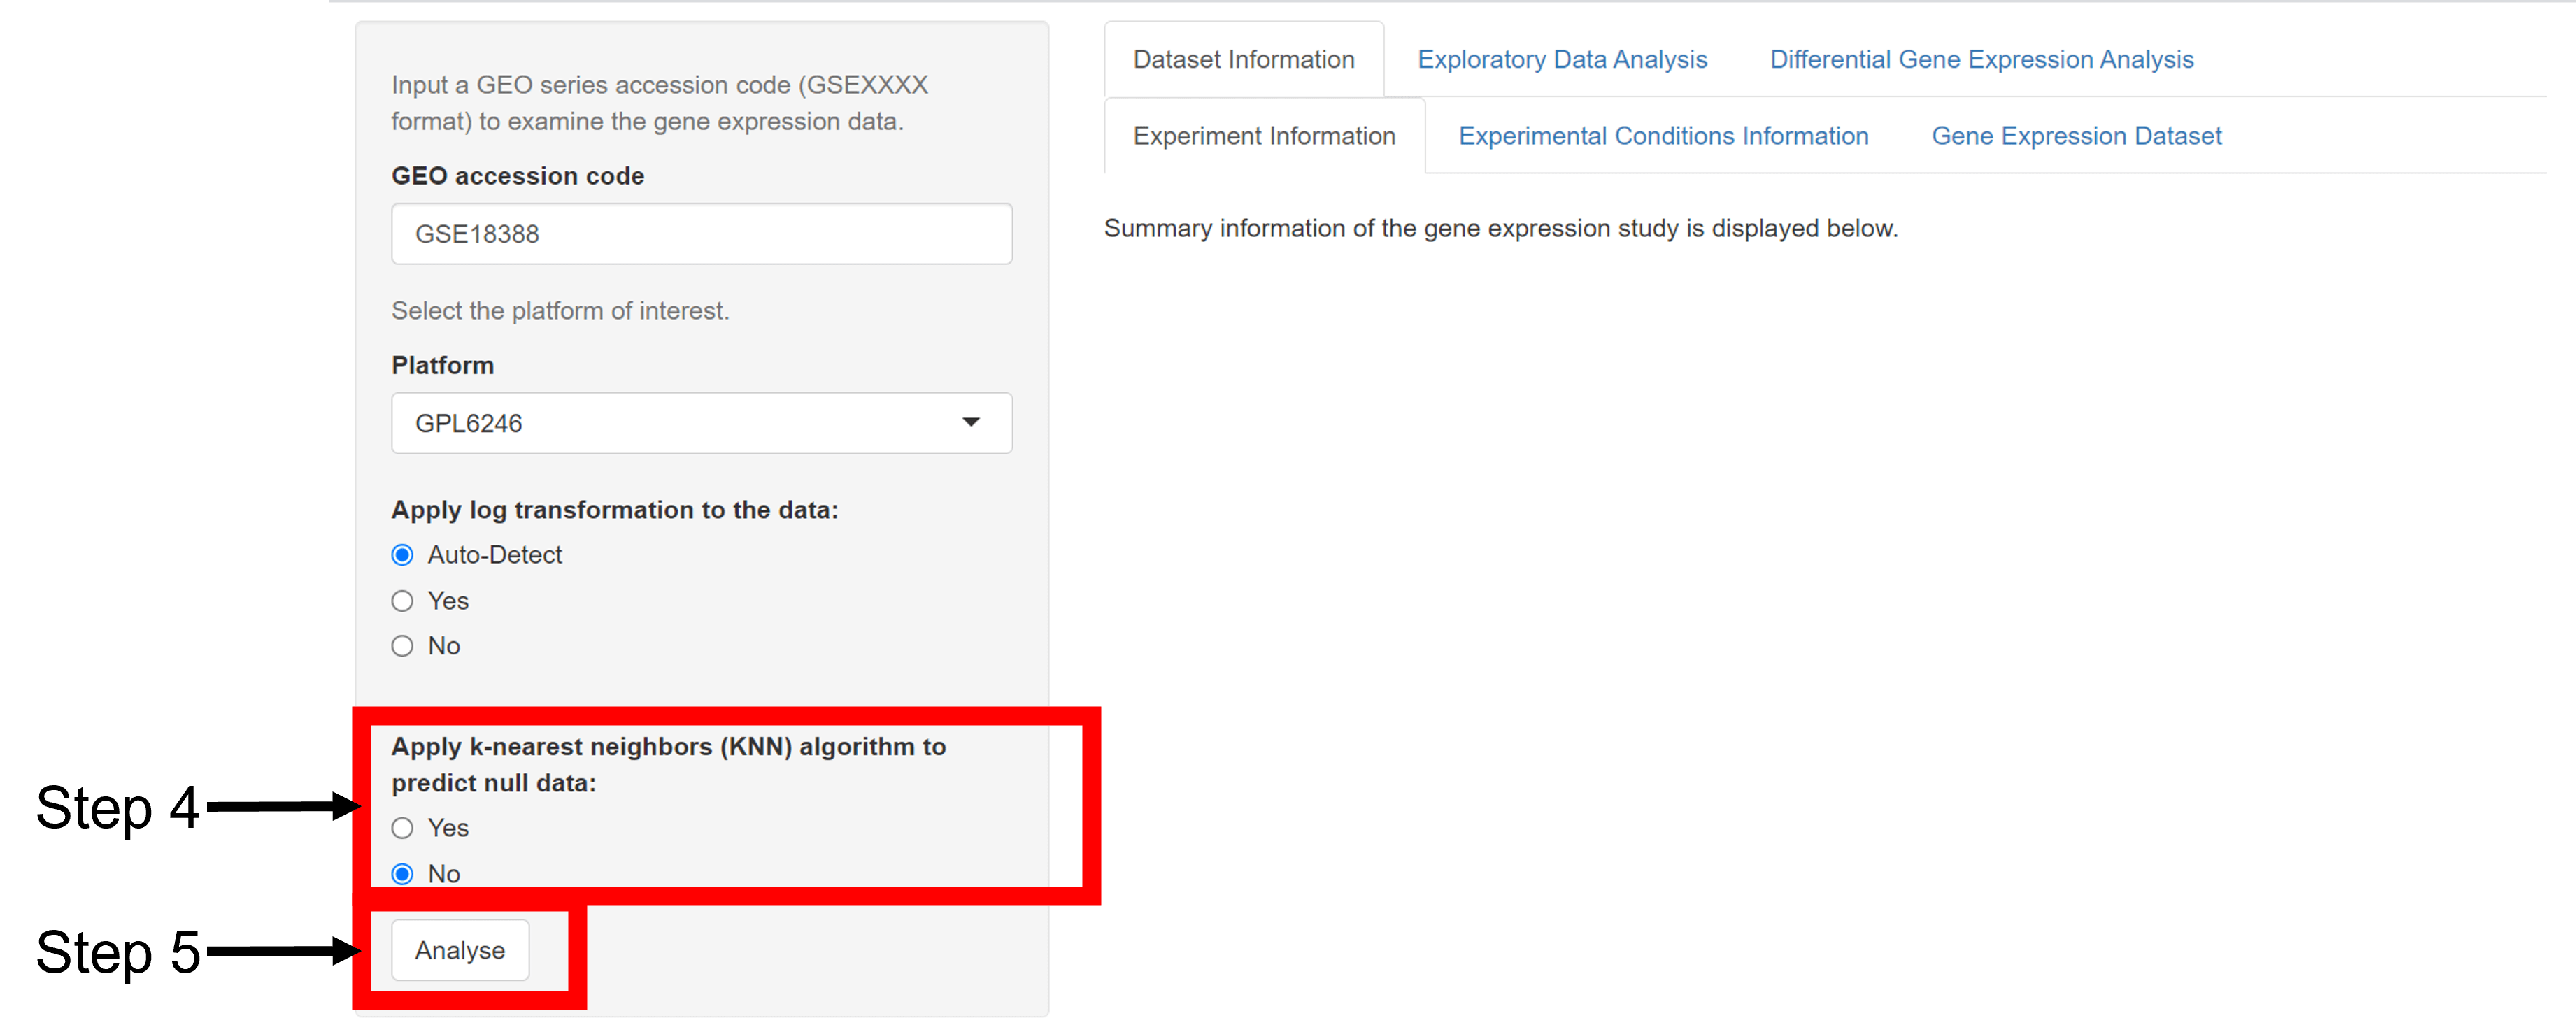 Input a GEO series accession code (GSEXXXX
format) to examine the gene expression data.
GEO accession code
GSE18388
Select the platform of interest.
Platform
GPL6246
Apply log transformation to the data:
Auto-Detect
Yes
No
Step 4
Apply k-nearest neighbors (KNN) algorithm to
predict null data:
Yes
No
Step 5
Analyse
Dataset Information Exploratory Data Analysis Differential Gene Expression Analysis
Experiment Information Experimental Conditions Information Gene Expression Dataset
Summary information of the gene expression study is displayed below.